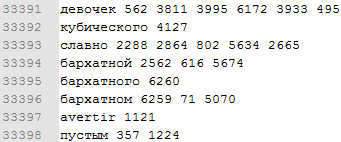 33391 девочек 562 3811 3995 6172 3933 495
33392 кубического 4127
33393 славно 2288 2864 802 5634 2665
33394 бархатной 2562 616 5674
33395 бархатного 6260
33396 бархатном 6259 71 5070
33397 avertir 1121
33398 пустым 357 1224